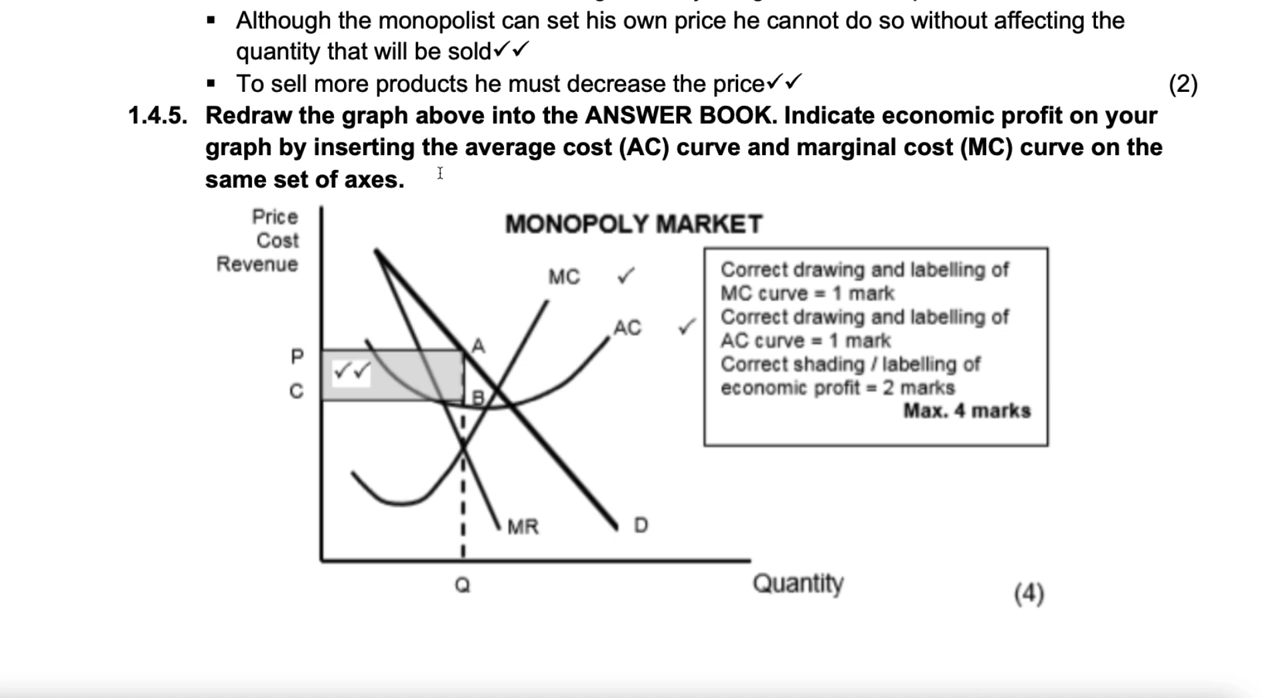 ▪ Although the monopolist can set his own price he cannot do so without affecting the
quantity that will be sold✓✓
▪ To sell more products he must decrease the price✓✓ (2)
1.4.5. Redraw the graph above into the ANSWER BOOK. Indicate economic profit on your
graph by inserting the average cost (AC) curve and marginal cost (MC) curve on the
same set of axes.
Price
Cost
Revenue
MONOPOLY MARKET
MC ✓
AC ✓
Correct drawing and labelling of
MC curve = 1 mark
Correct drawing and labelling of
AC curve = 1 mark
Correct shading / labelling of
economic profit = 2 marks
Max. 4 marks
P
✓✓
A
C
B
MR
D
Q
Quantity
(4)